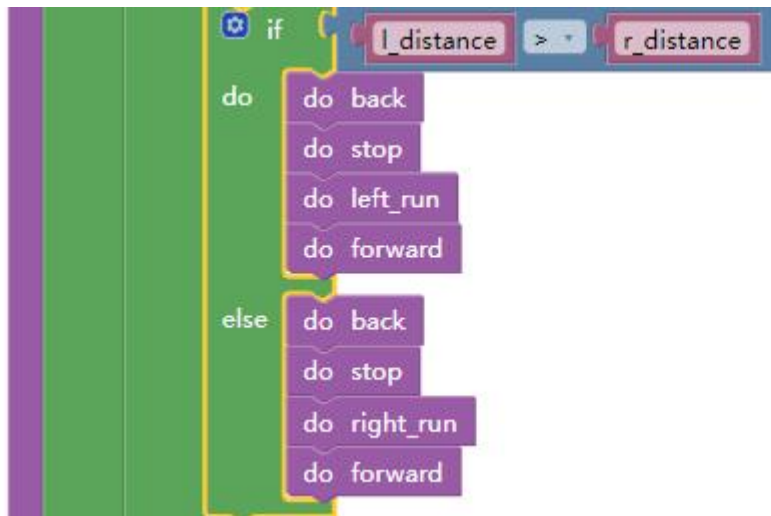 if l_distance > r_distance
do do back
do stop
do left_run
do forward
else do back
do stop
do right_run
do forward